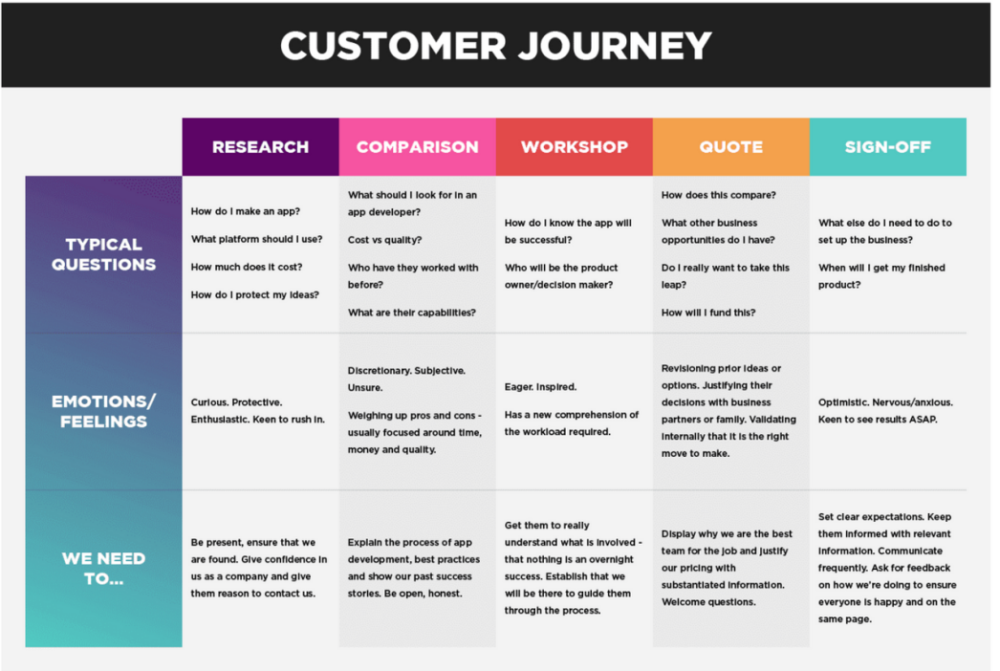 CUSTOMER JOURNEY
RESEARCH
COMPARISON
WORKSHOP
QUOTE
SIGN-OFF
TYPICAL
QUESTIONS
How do I make an app?
What platform should I use?
How much does it cost?
How do I protect my ideas?
What should I look for in an
app developer?
Cost vs quality?
Who have they worked with
before?
What are their capabilities?
How do I know the app will
be successful?
Who will be the product
owner/decision maker?
How does this compare?
What other business
opportunities do I have?
Do I really want to take this
leap?
How will I fund this?
What else do I need to do to
set up the business?
When will I get my finished
product?
EMOTIONS/
FEELINGS
Curious. Protective.
Enthusiastic. Keen to rush in.
Discretionary. Subjective.
Unsure.
Weighing up pros and cons -
usually focused around time,
money and quality.
Eager. Inspired.
Has a new comprehension of
the workload required.
Revisioning prior ideas or
options. Justifying their
decisions with business
partners or family. Validating
internally that it is the right
move to make.
Optimistic. Nervous/anxious.
Keen to see results ASAP.
WE NEED
TO...
Be present, ensure that we
are found. Give confidence in
us as a company and give
them reason to contact us.
Explain the process of app
development, best practices
and show our past success
stories. Be open, honest.
Get them to really
understand what is involved -
that nothing is an overnight
success. Establish that we
will be there to guide them
through the process.
Display why we are the best
team for the job and justify
our pricing with
substantiated information.
Welcome questions.
Set clear expectations. Keep
them informed with relevant
information. Communicate
frequently. Ask for feedback
on how we're doing to ensure
everyone is happy and on the
same page.